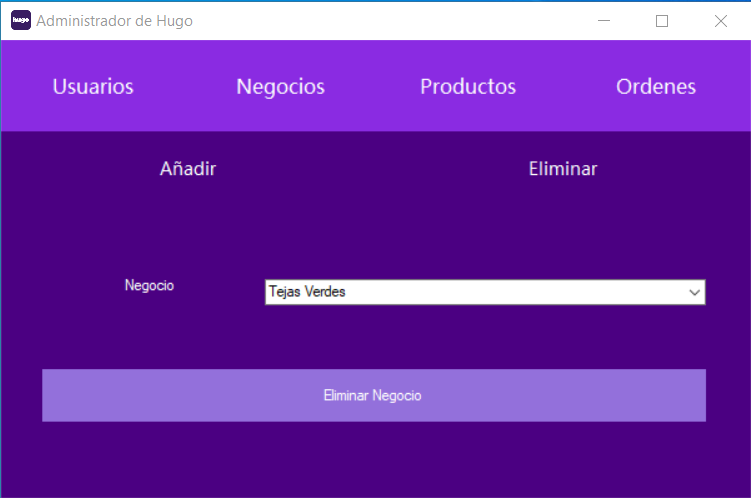 hugo Administrador de Hugo
Usuarios Negocios Productos Ordenes
Añadir Eliminar
Negocio Tejas Verdes
Eliminar Negocio